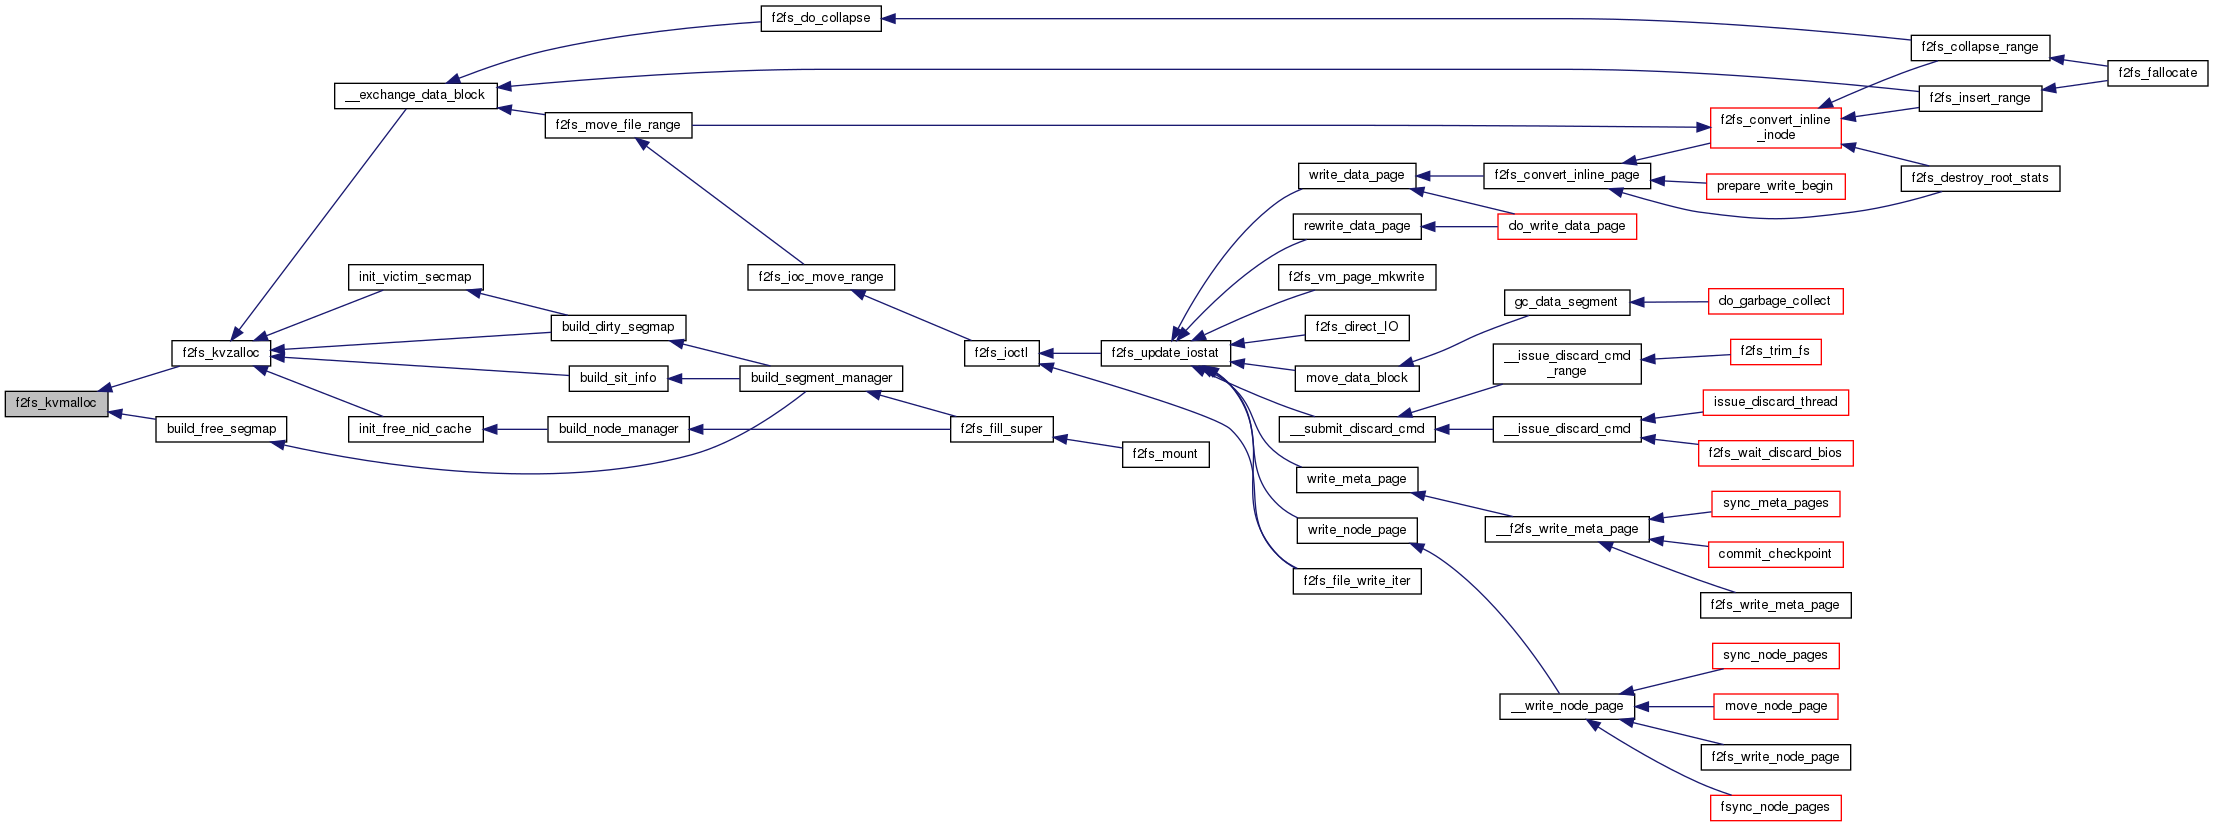 f2fs_do_collapse
f2fs_collapse_range
f2fs_fallocate
__exchange_data_block
f2fs_insert_range
f2fs_move_file_range
f2fs_convert_inline
_inode
write_data_page
f2fs_convert_inline_page
f2fs_destroy_root_stats
prepare_write_begin
rewrite_data_page
do_write_data_page
init_victim_secmap
f2fs_ioc_move_range
f2fs_vm_page_mkwrite
gc_data_segment
do_garbage_collect
build_dirty_segmap
f2fs_direct_IO
f2fs_kvzalloc
f2fs_ioctl
f2fs_update_iostat
__issue_discard_cmd
_range
f2fs_trim_fs
build_sit_info
build_segment_manager
move_data_block
f2fs_kvmalloc
issue_discard_thread
build_free_segmap
init_free_nid_cache
build_node_manager
f2fs_fill_super
__submit_discard_cmd
__issue_discard_cmd
f2fs_mount
f2fs_wait_discard_bios
write_meta_page
sync_meta_pages
write_node_page
__f2fs_write_meta_page
commit_checkpoint
f2fs_file_write_iter
f2fs_write_meta_page
sync_node_pages
__write_node_page
move_node_page
f2fs_write_node_page
fsync_node_pages